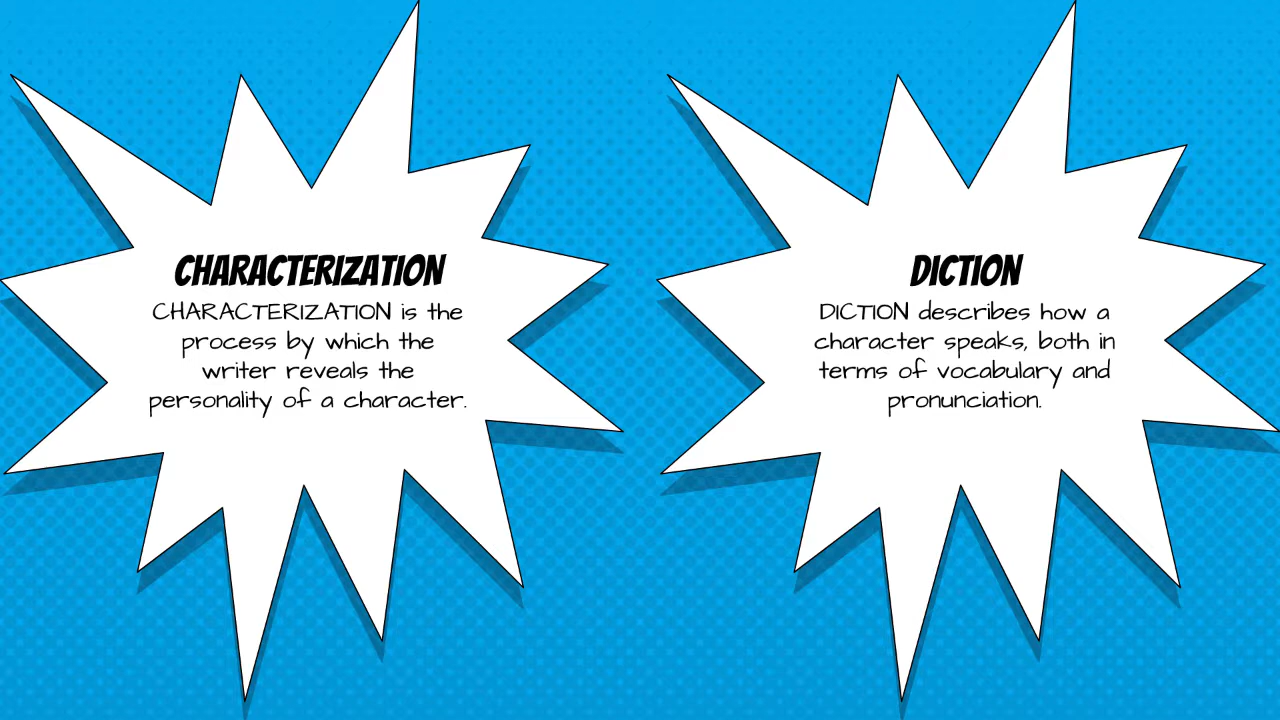 CHARACTERIZATION
CHARACTERIZATION is the
process by which the
writer reveals the
personality of a character.
DICTION
DICTION describes how a
character speaks, both in
terms of vocabulary and
pronunciation.